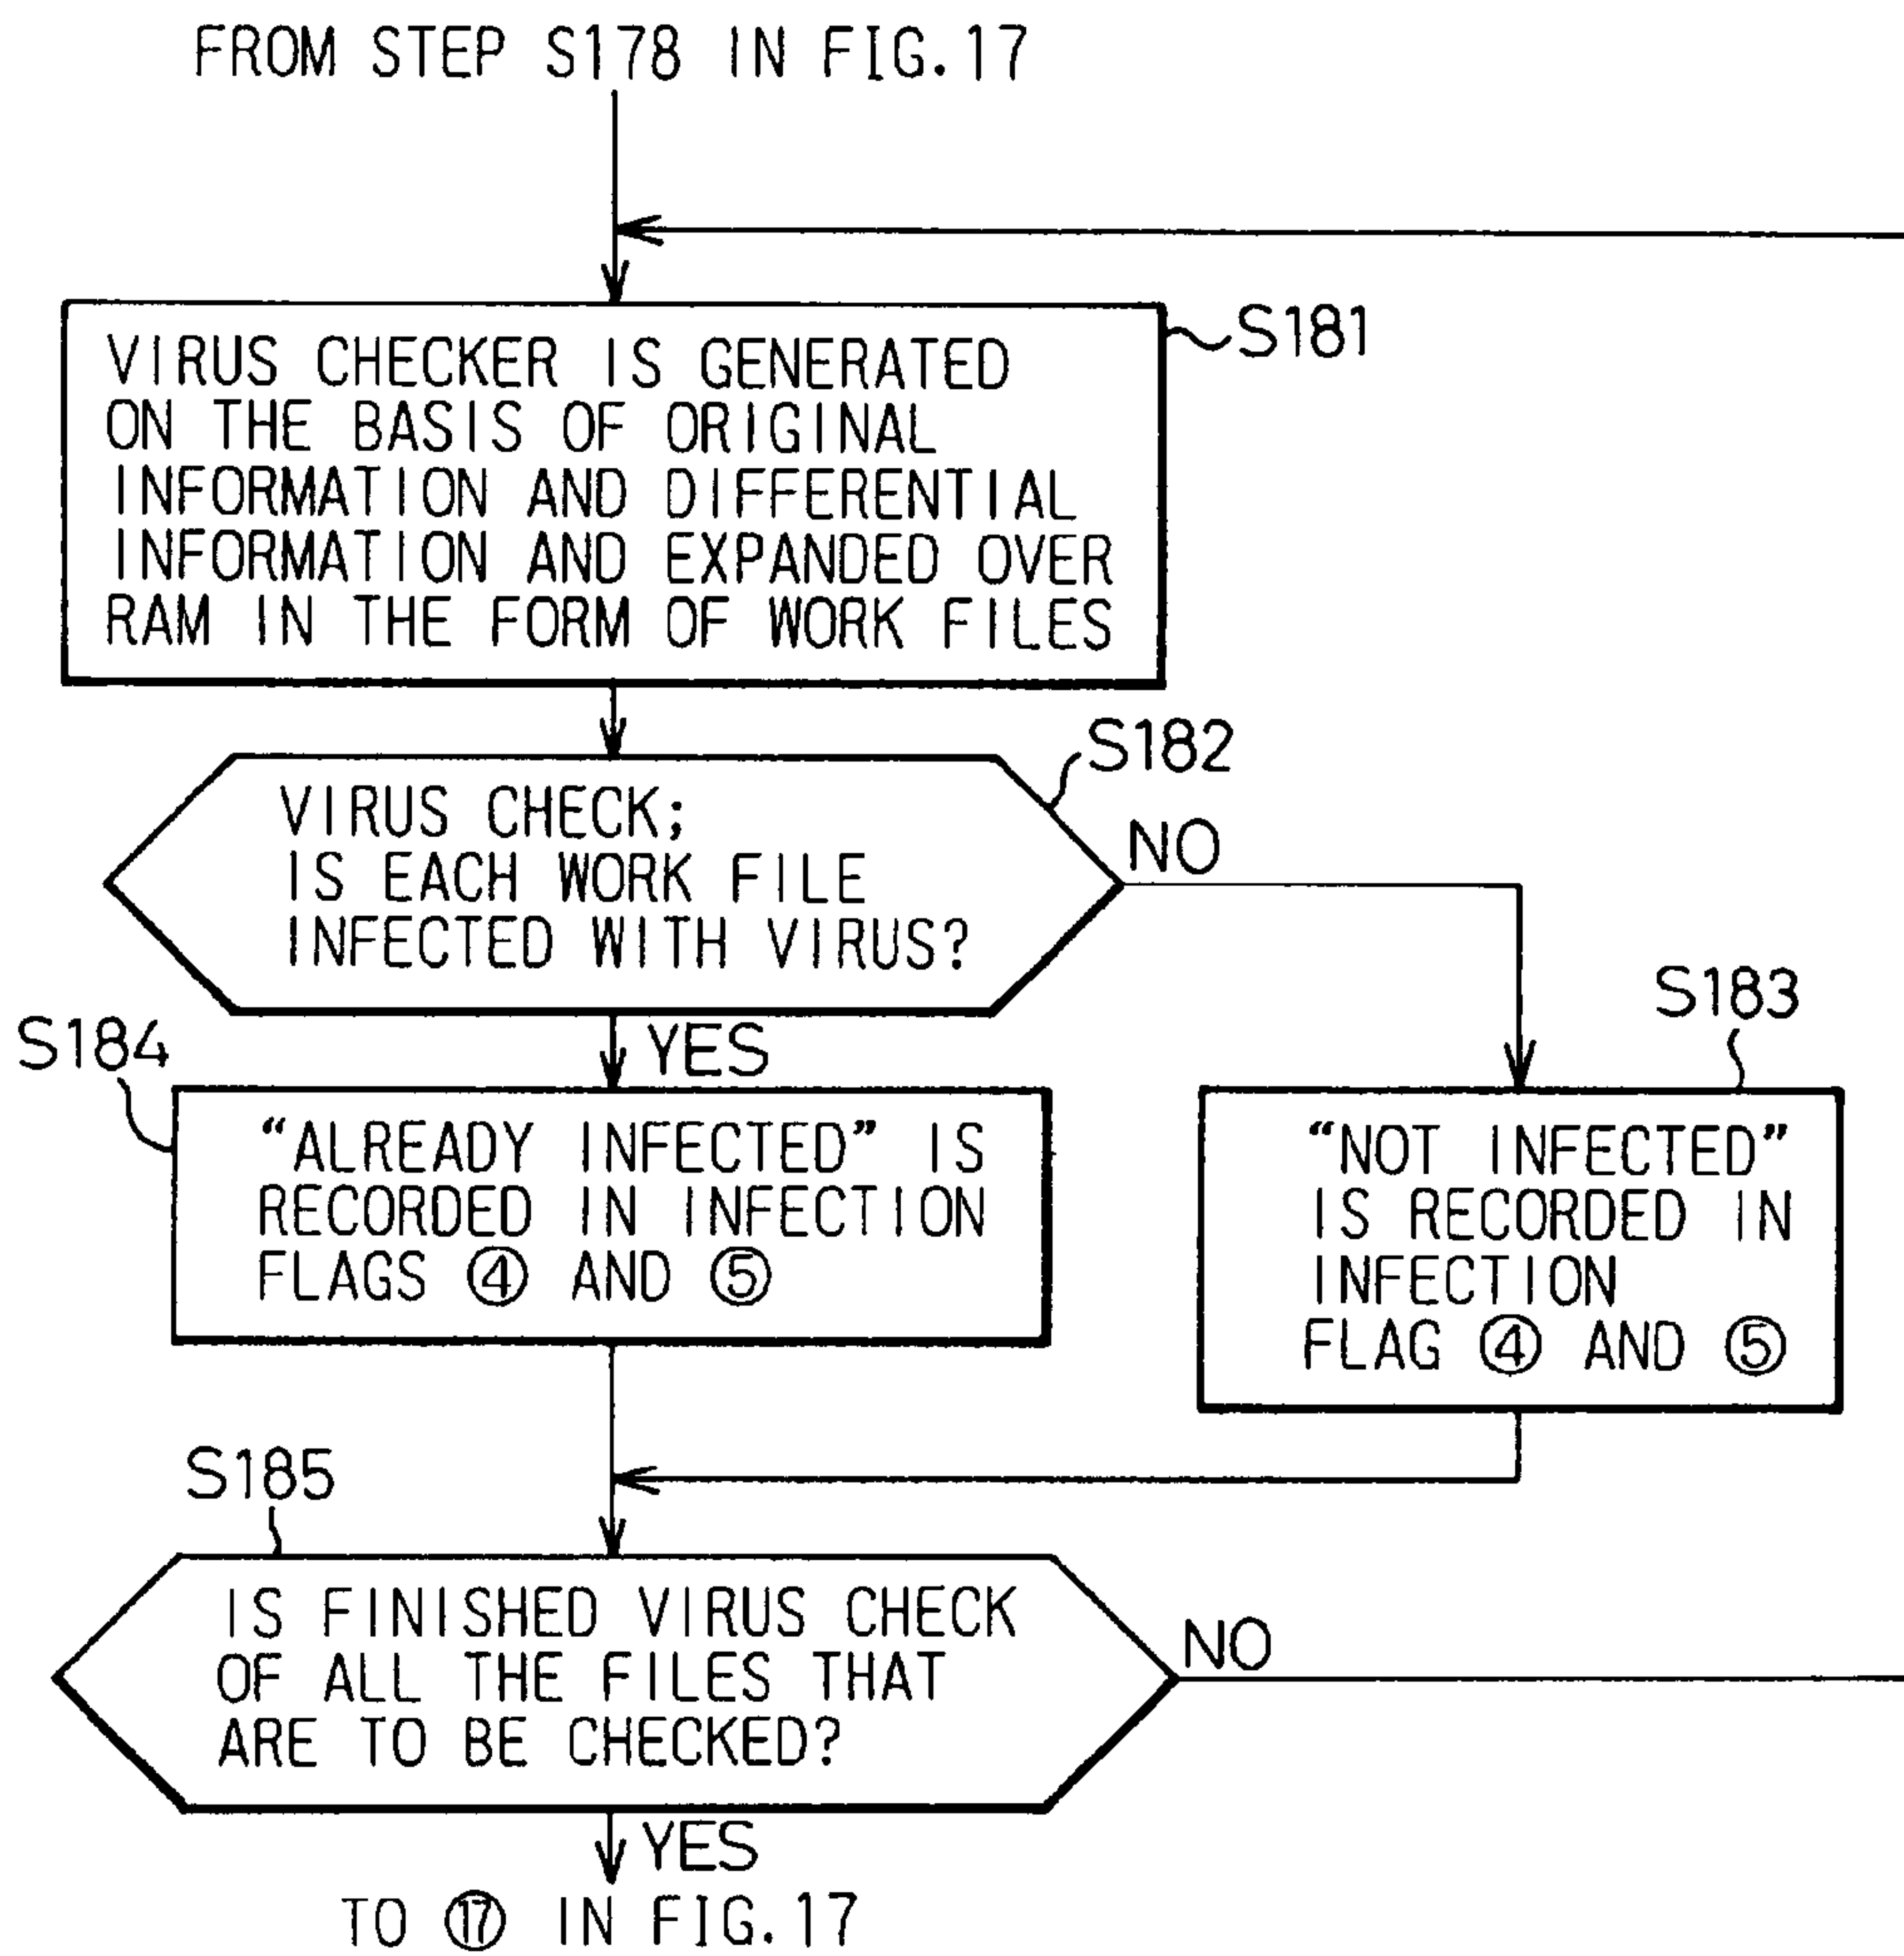 FROM STEP S178 IN FIG.17
S181
VIRUS CHECKER IS GENERATED
ON THE BASIS OF ORIGINAL
INFORMATION AND DIFFERENTIAL
INFORMATION AND EXPANDED OVER
RAM IN THE FORM OF WORK FILES
S182
VIRUS CHECK;
IS EACH WORK FILE
INFECTED WITH VIRUS?
NO
YES
S184
"ALREADY INFECTED" IS
RECORDED IN INFECTION
FLAGS ④ AND ⑤
S183
"NOT INFECTED"
IS RECORDED IN
INFECTION
FLAG ④ AND ⑤
S185
IS FINISHED VIRUS CHECK
OF ALL THE FILES THAT
ARE TO BE CHECKED?
NO
YES
TO ⑰ IN FIG.17